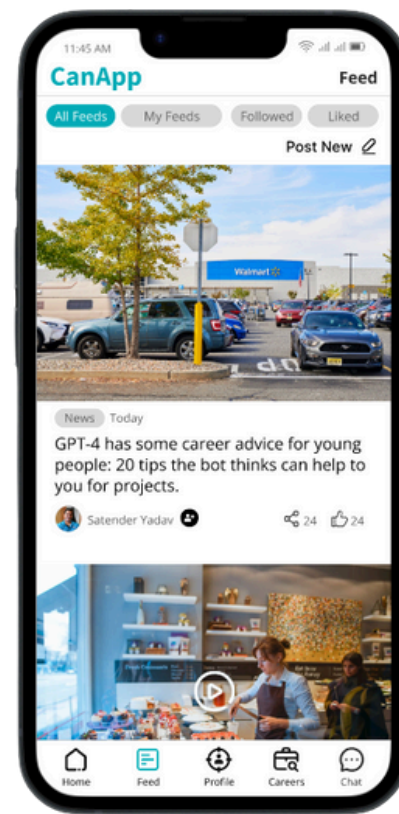 11:45 AM
CanApp
Feed
All Feeds
My Feeds
Followed
Liked
Post New
Walmart
News
Today
GPT-4 has some career advice for young
people: 20 tips the bot thinks can help to
you for projects.
Satender Yadav
24
24
Home
Feed
Profile
Careers
Chat